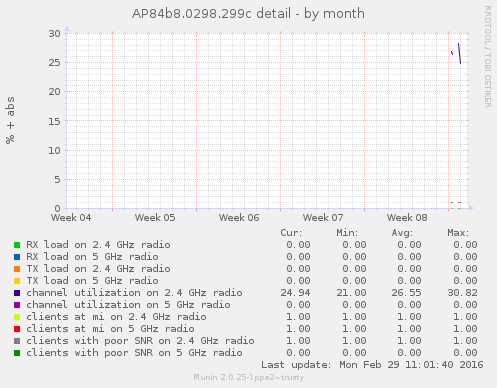 AP84b8.0298.299c detail - by month
RRDTOOL / TOBI OETIKER
% + abs
30
25
20
15
10
5
0
Week 04 Week 05 Week 06 Week 07 Week 08
Cur: Min: Avg: Max:
RX load on 2.4 GHz radio 0.00 0.00 0.00 0.00
RX load on 5 GHz radio 0.00 0.00 0.00 0.00
TX load on 2.4 GHz radio 0.00 0.00 0.00 0.00
TX load on 5 GHz radio 0.00 0.00 0.00 0.00
channel utilization on 2.4 GHz radio 24.94 21.00 26.55 30.82
channel utilization on 5 GHz radio 0.00 0.00 0.00 0.00
clients at mi on 2.4 GHz radio 1.00 1.00 1.00 1.00
clients at mi on 5 GHz radio 1.00 1.00 1.00 1.00
clients with poor SNR on 2.4 GHz radio 1.00 1.00 1.00 1.00
clients with poor SNR on 5 GHz radio 0.00 0.00 0.00 0.00
Last update: Mon Feb 29 11:01:40 2016
Munin 2.0.25-1ppa2~trusty